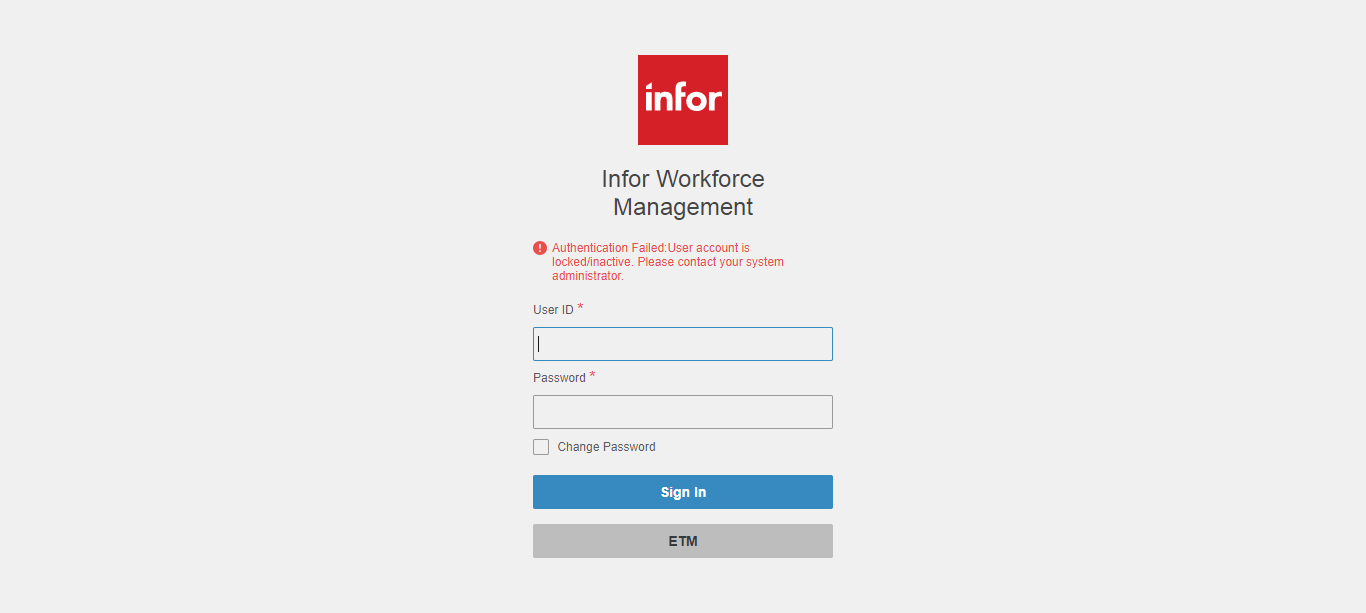 infor
Infor Workforce
Management
Authentication Failed:User account is
locked/inactive. Please contact your system
administrator.
User ID *
Password *
Change Password
Sign In
ETM